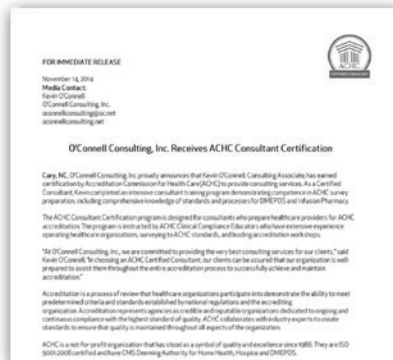 ACHC
CERTIFIED CONSULTANT
FOR IMMEDIATE RELEASE
November 14, 2014
Media Contact:
Kevin O'Connell
O'Connell Consulting, Inc.
oconnellconsulting@oc.net
oconnellconsulting.net
O'Connell Consulting, Inc. Receives ACHC Consultant Certification
Cary, NC, O'Connell Consulting, Inc. proudly announces that Kevin O'Connell, Consulting Associate, has earned
certification by Accreditation Commission for Health Care (ACHC) to provide consulting services. As a Certified
Consultant, Kevin completed an intensive consultant training program demonstrating competence in ACHC survey
preparation, including comprehensive knowledge of standards and processes for DMEPOS and Infusion Pharmacy.
The ACHC Consultant Certification program is designed for consultants who prepare healthcare providers for ACHC
accreditation. The program is instructed by ACHC Clinical Compliance Educators who have extensive experience
operating healthcare organizations, surveying to ACHC standards, and leading accreditation workshops.
"At O'Connell Consulting, Inc., we are committed to providing the very best consulting services for our clients," said
Kevin O'Connell. "In choosing an ACHC Certified Consultant, our clients can be assured that our organization is well-
prepared to assist them throughout the entire accreditation process to successfully achieve and maintain
accreditation."
Accreditation is a process of review that healthcare organizations participate in to demonstrate the ability to meet
predetermined criteria and standards established by national regulations and the accrediting
organization. Accreditation represents agencies as credible and reputable organizations dedicated to ongoing and
continuous compliance with the highest standard of quality. ACHC collaborates with industry experts to create
standards to ensure that quality is maintained throughout all aspects of the organization.
ACHC is a not-for-profit organization that has stood as a symbol of quality and excellence since 1986. They are ISO
9001:2008 certified and have CMS Deeming Authority for Home Health, Hospice and DMEPOS.